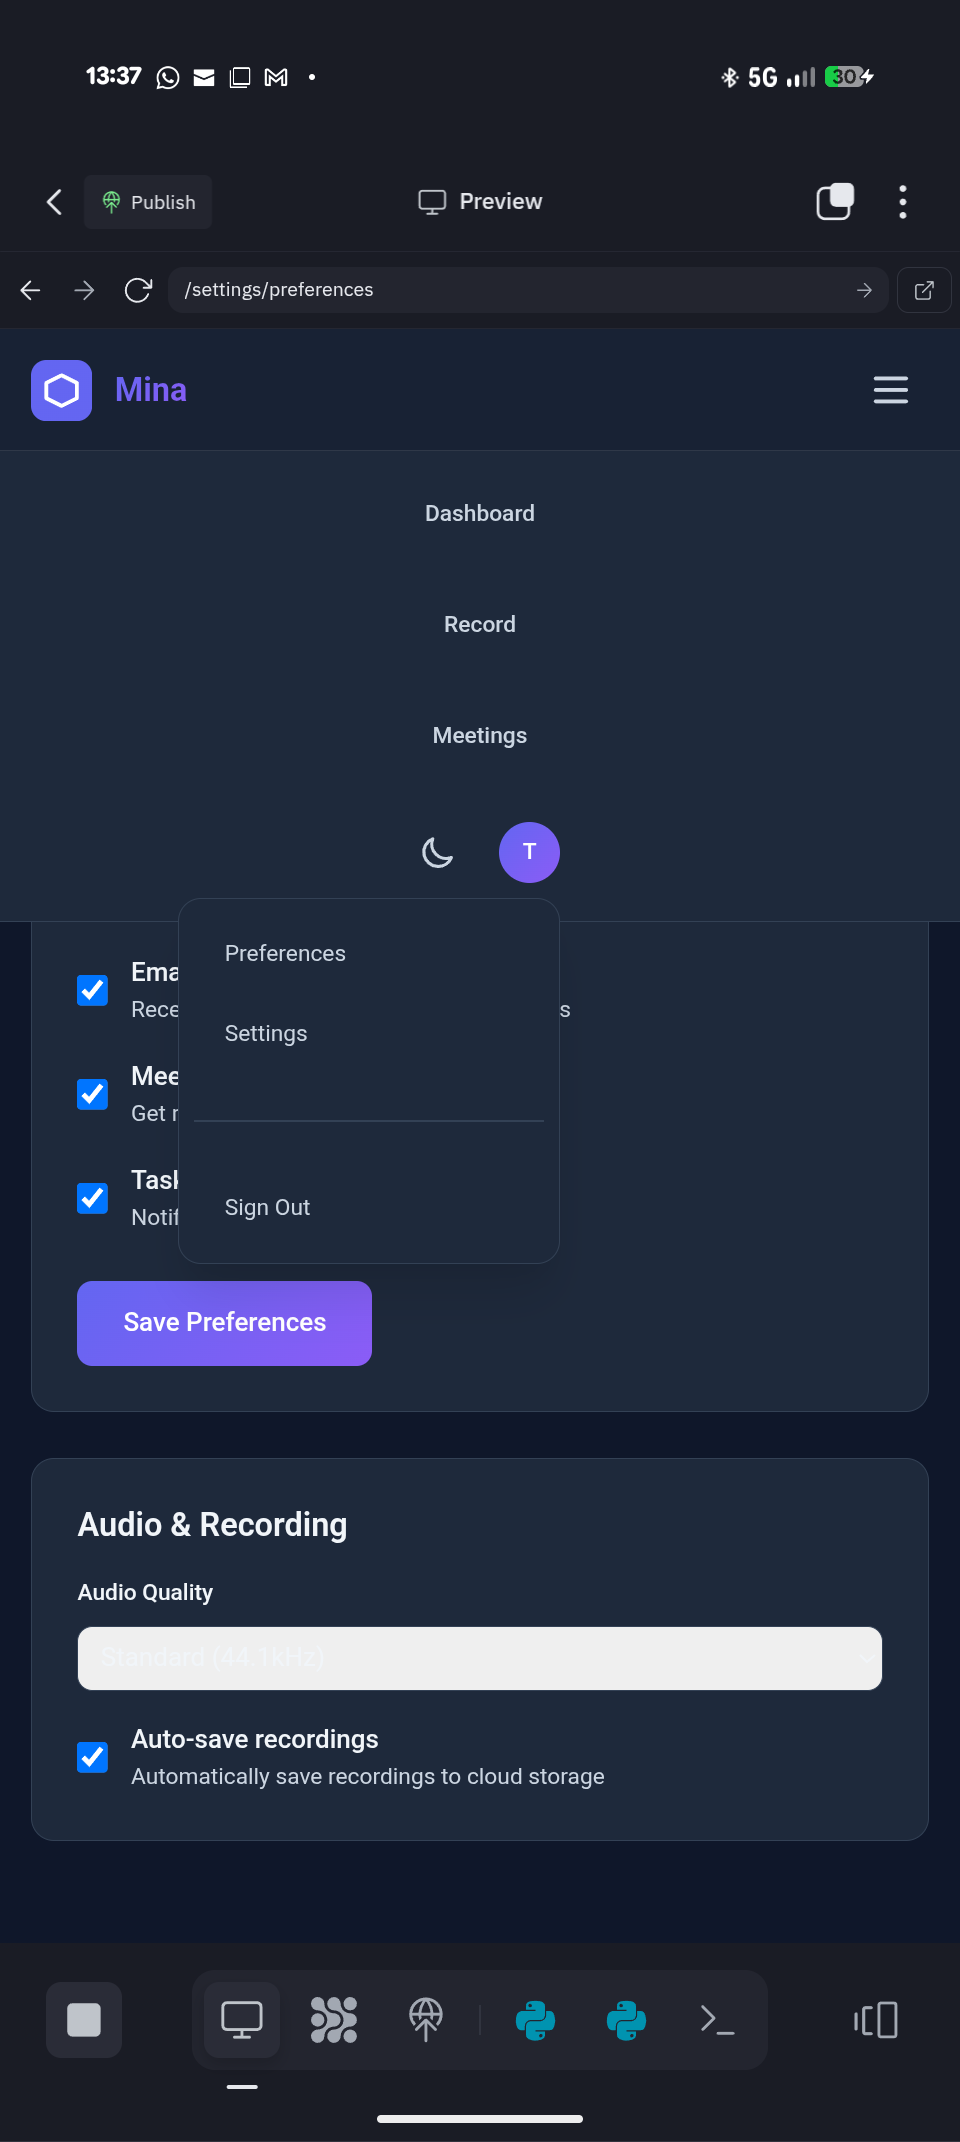 13:37
5G
30
Publish
Preview
/settings/preferences
Mina
Dashboard
Record
Meetings
T
Preferences
Settings
Sign Out
Ema
Rece
s
Mee
Get r
Task
Notif
Save Preferences
Audio & Recording
Audio Quality
Standard (44.1kHz)
Auto-save recordings
Automatically save recordings to cloud storage